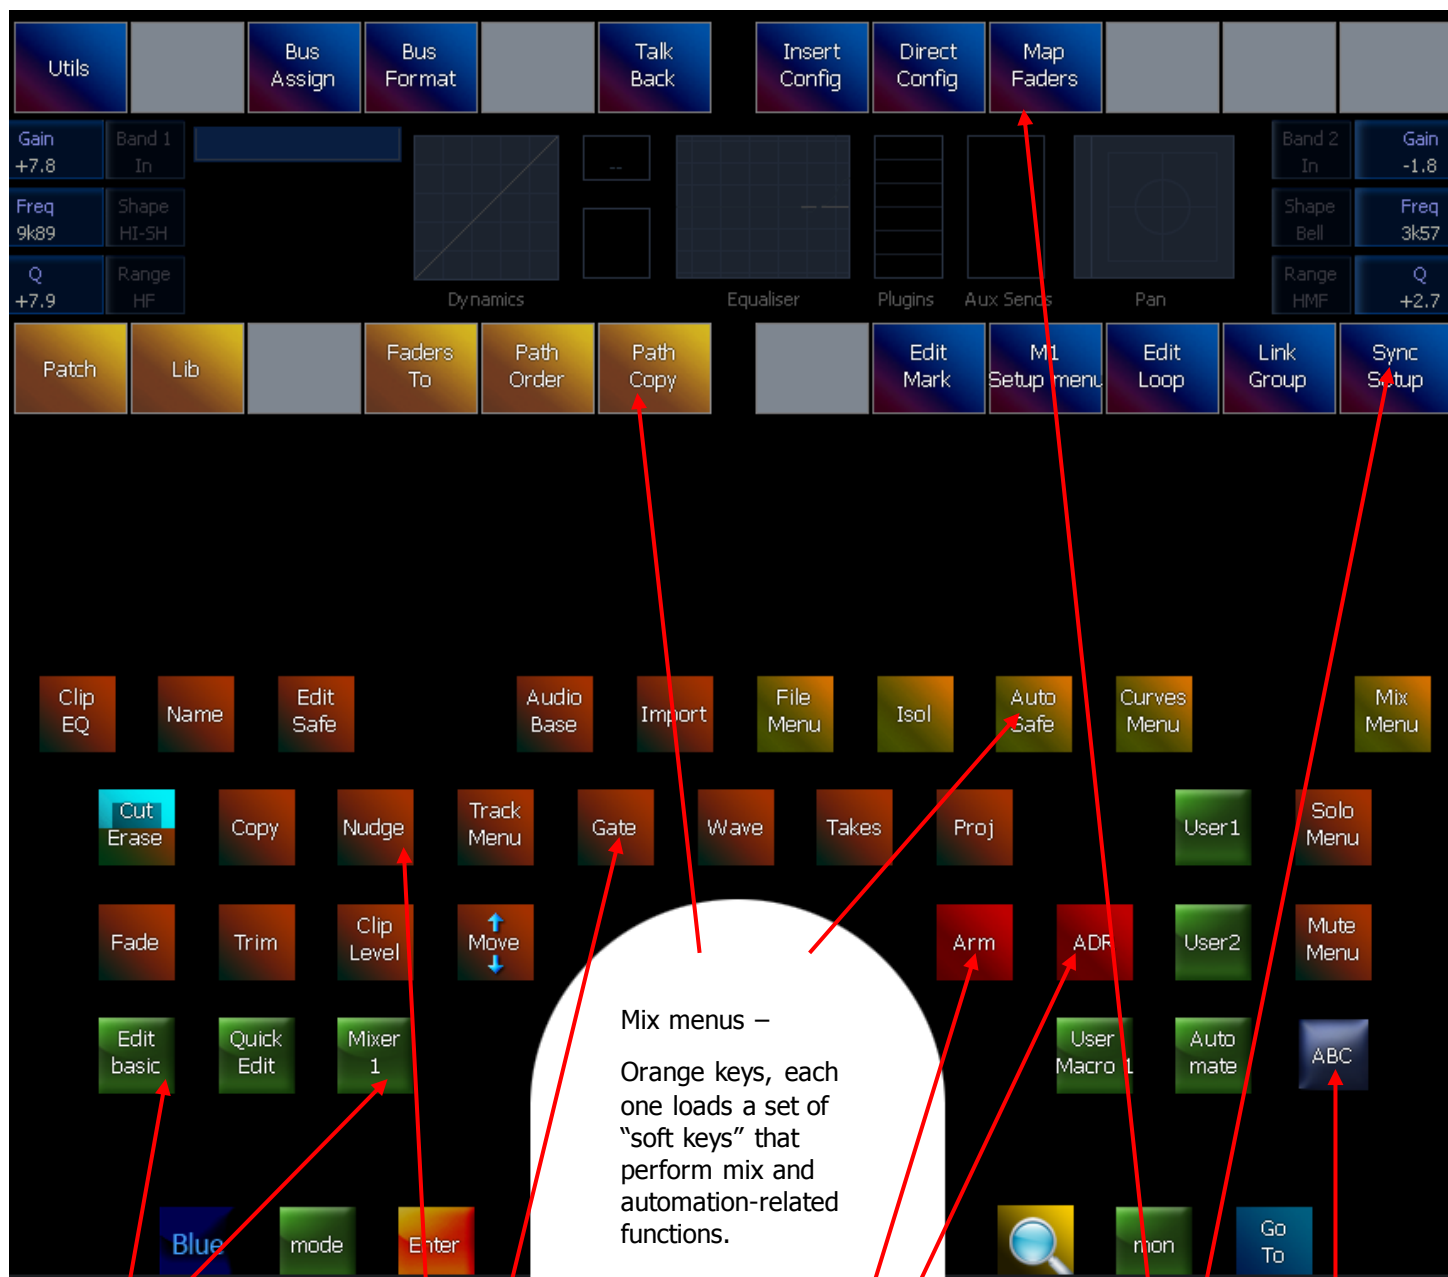 Utils
Bus
Assign
Bus
Format
Talk
Back
Insert
Config
Direct
Config
Map
Faders
Gain
+7.8
Band 1
In
Freq
9k89
Shape
HI-SH
Q
+7.9
Range
HF
--
Dynamics
Equaliser
Plugins
Aux Sends
Pan
Band 2
In
Gain
-1.8
Shape
Bell
Freq
3k57
Range
HMF
Q
+2.7
Patch
Lib
Faders
To
Path
Order
Path
Copy
Edit
Mark
M1
Setup menu
Edit
Loop
Link
Group
Sync
Setup
Clip
EQ
Name
Edit
Safe
Audio
Base
Import
File
Menu
Isol
Auto
Safe
Curves
Menu
Mix
Menu
Cut
Erase
Copy
Nudge
Track
Menu
Gate
Wave
Takes
Proj
User1
Solo
Menu
Fade
Trim
Clip
Level
Move
Arm
ADR
User2
Mute
Menu
Edit
basic
Quick
Edit
Mixer
1
User
Macro 1
Auto
mate
ABC
Mix menus –
Orange keys, each
one loads a set of
“soft keys” that
perform mix and
automation-related
functions.
Blue
mode
Enter
mon
Go
To